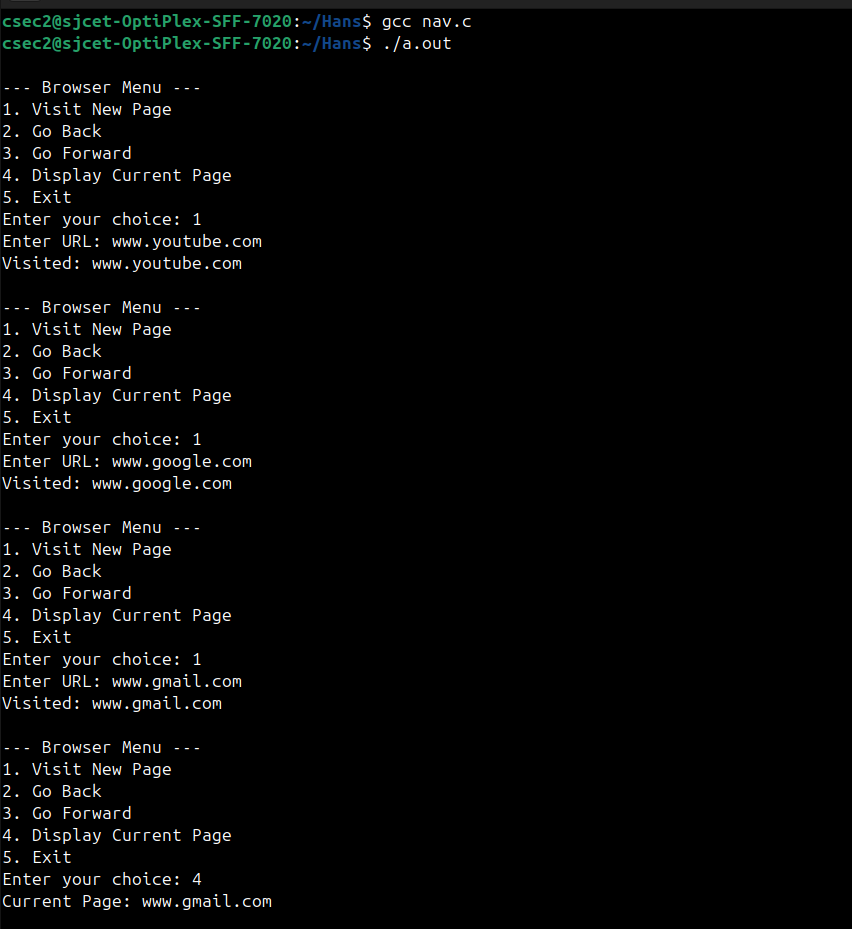 csec2@sjcet-OptiPlex-SFF-7020:~/Hans$ gcc nav.c
csec2@sjcet-OptiPlex-SFF-7020:~/Hans$ ./a.out
--- Browser Menu ---
1. Visit New Page
2. Go Back
3. Go Forward
4. Display Current Page
5. Exit
Enter your choice: 1
Enter URL: www.youtube.com
Visited: www.youtube.com
--- Browser Menu ---
1. Visit New Page
2. Go Back
3. Go Forward
4. Display Current Page
5. Exit
Enter your choice: 1
Enter URL: www.google.com
Visited: www.google.com
--- Browser Menu ---
1. Visit New Page
2. Go Back
3. Go Forward
4. Display Current Page
5. Exit
Enter your choice: 1
Enter URL: www.gmail.com
Visited: www.gmail.com
--- Browser Menu ---
1. Visit New Page
2. Go Back
3. Go Forward
4. Display Current Page
5. Exit
Enter your choice: 4
Current Page: www.gmail.com